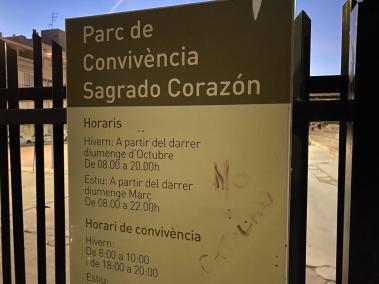 Parc de
Convivència
Sagrado Corazón
Horaris
Hivern: A partir del darrer
diumenge d'Octubre
De 08.00 a 20.00h
Estiu: A partir del darrer
diumenge Març
De 08.00 a 22.00h
NO
Horari de convivència
Hivern:
De 8:00 a 10:00
i de 18:00 a 20:00
Estiu: